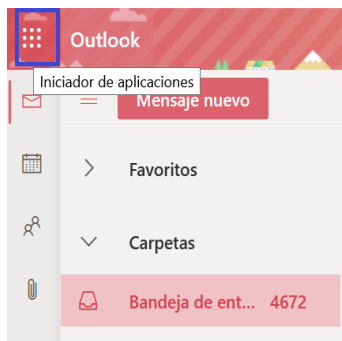 Outlook
Iniciador de aplicaciones
Mensaje nuevo
Favoritos
Carpetas
Bandeja de ent... 4672